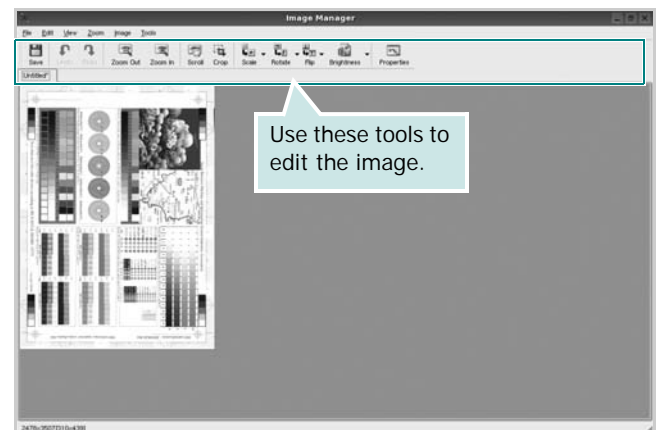 Image Manager
File Edit View Zoom Image Tools
Save Undo Redo Zoom Out Zoom In Scroll Crop Scale Rotate Flip Brightness Properties
Untitled*
Use these tools to
edit the image.